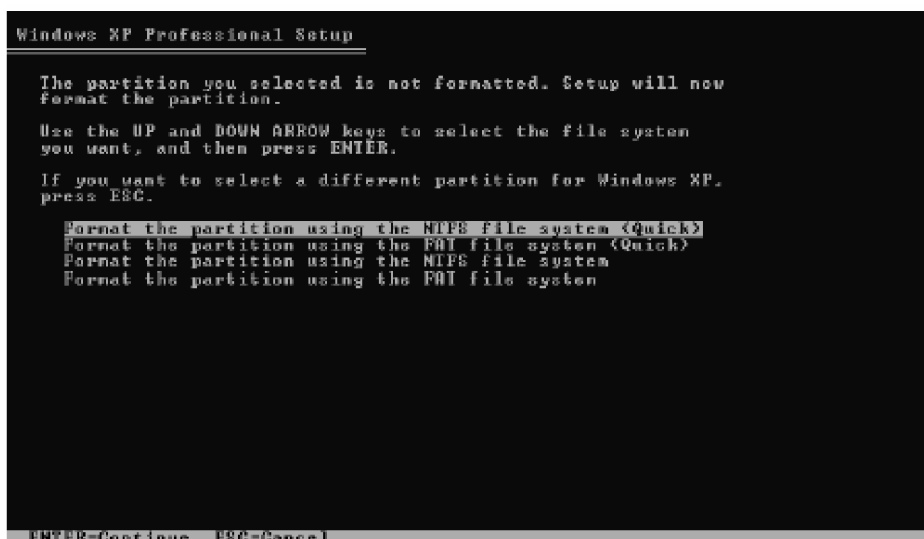 Windows XP Professional Setup
The partition you selected is not formatted. Setup will now
format the partition.
Use the UP and DOWN ARROW keys to select the file system
you want, and then press ENTER.
If you want to select a different partition for Windows XP,
press ESC.
Format the partition using the NTFS file system (Quick)
Format the partition using the FAT file system (Quick)
Format the partition using the NTFS file system
Format the partition using the FAT file system
ENTER=Continue ESC=Cancel